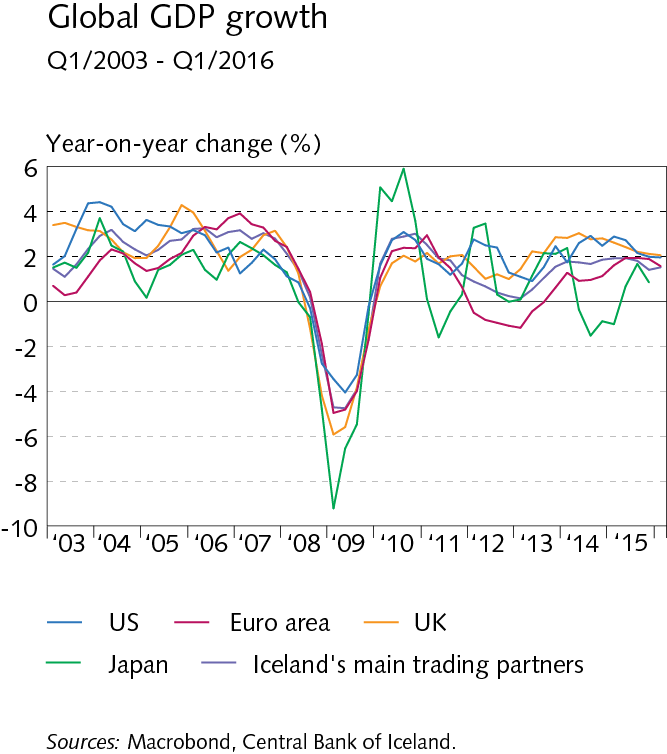 Global GDP growth
Q1/2003 - Q1/2016
Year-on-year change (%)
6
4
2
0
-2
-4
-6
-8
-10
‘03 ‘04 ‘05 ‘06 ‘07 ‘08 ‘09 ‘10 ‘11 ‘12 ‘13 ‘14 ‘15
US Euro area UK
Japan Iceland's main trading partners
Sources: Macrobond, Central Bank of Iceland.